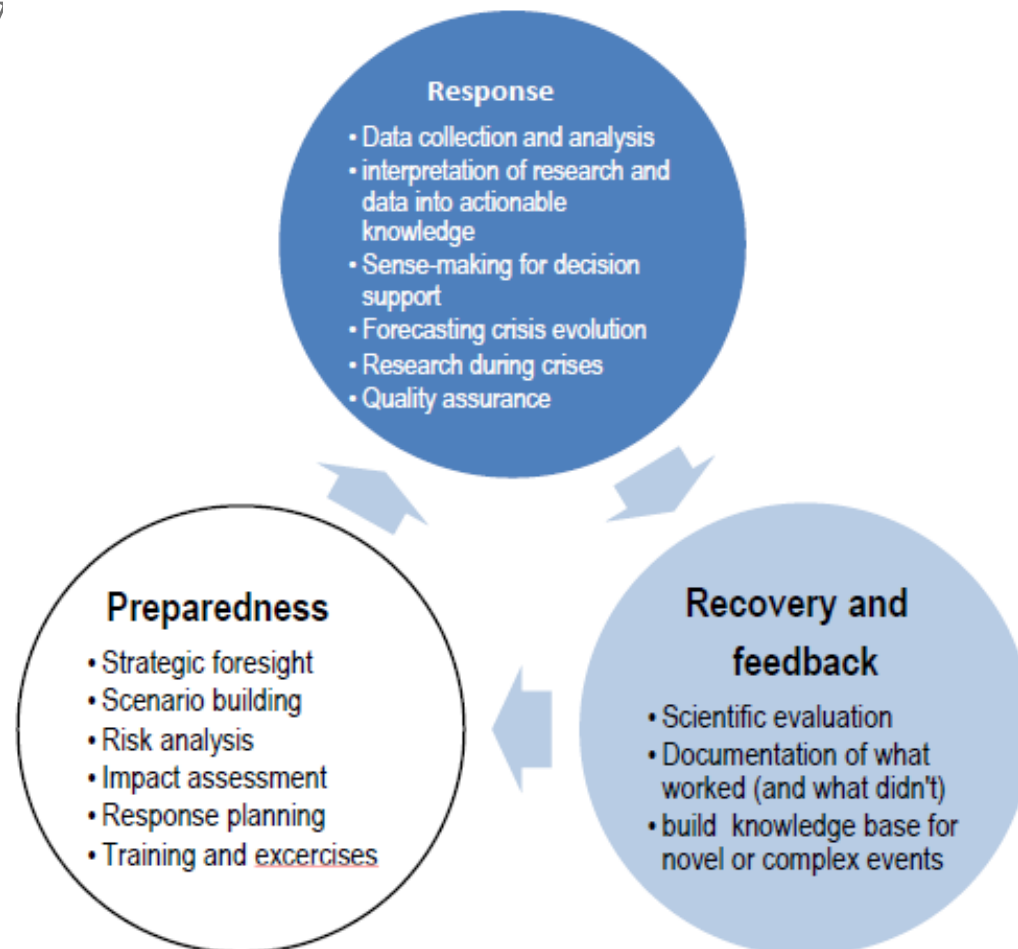 Response
• Data collection and analysis
• interpretation of research and
data into actionable
knowledge
• Sense-making for decision
support
• Forecasting crisis evolution
• Research during crises
• Quality assurance
Preparedness
• Strategic foresight
• Scenario building
• Risk analysis
• Impact assessment
• Response planning
• Training and excercises
Recovery and
feedback
• Scientific evaluation
• Documentation of what
worked (and what didn't)
• build knowledge base for
novel or complex events